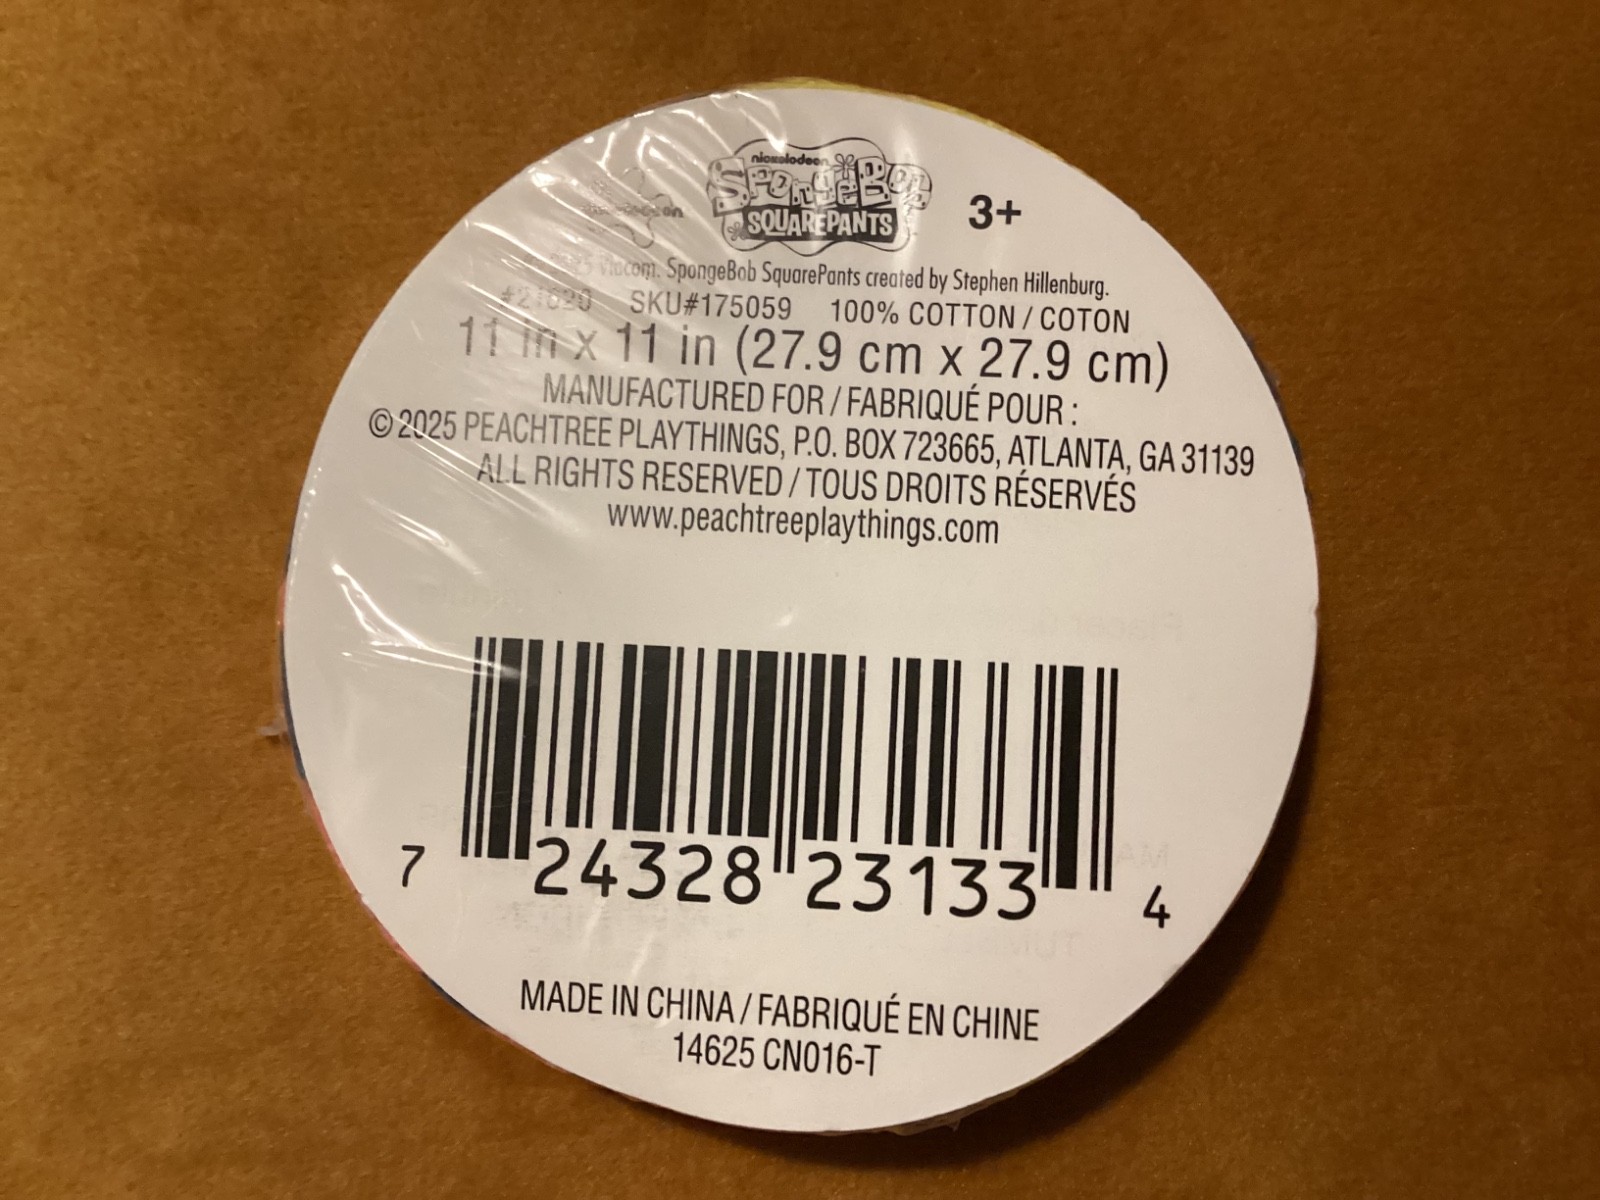 nickelodeon
SPONGEBOB
SQUAREPANTS
3+
nickelodeon
© 2025 Viacom. SpongeBob SquarePants created by Stephen Hillenburg.
SKU#175059 100% COTTON / COTON
11 in x 11 in (27.9 cm x 27.9 cm)
MANUFACTURED FOR / FABRIQUÉ POUR :
© 2025 PEACHTREE PLAYTHINGS, P.O. BOX 723665, ATLANTA, GA 31139
ALL RIGHTS RESERVED / TOUS DROITS RÉSERVÉS
www.peachtreeplaythings.com
7 24328 23133 4
MADE IN CHINA / FABRIQUÉ EN CHINE
14625 CN016-T